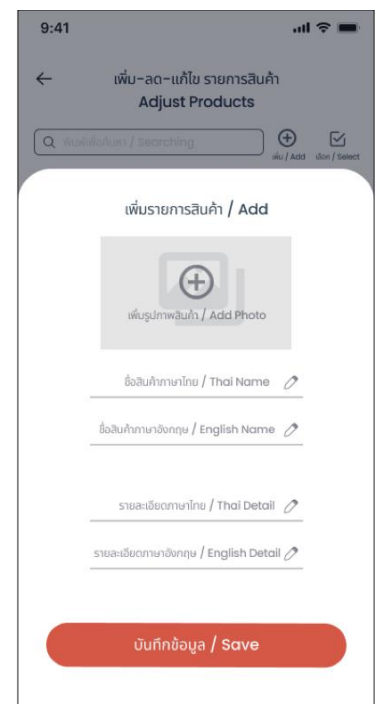 9:41
เพิ่ม-ลด-แก้ไข รายการสินค้า
Adjust Products
พิมพ์เพื่อค้นหา / Searching
เพิ่ม / Add
เลือก / Select
เพิ่มรายการสินค้า / Add
เพิ่มรูปภาพสินค้า / Add Photo
ชื่อสินค้าภาษาไทย / Thai Name
ชื่อสินค้าภาษาอังกฤษ / English Name
รายละเอียดภาษาไทย / Thai Detail
รายละเอียดภาษาอังกฤษ / English Detail
บันทึกข้อมูล / Save